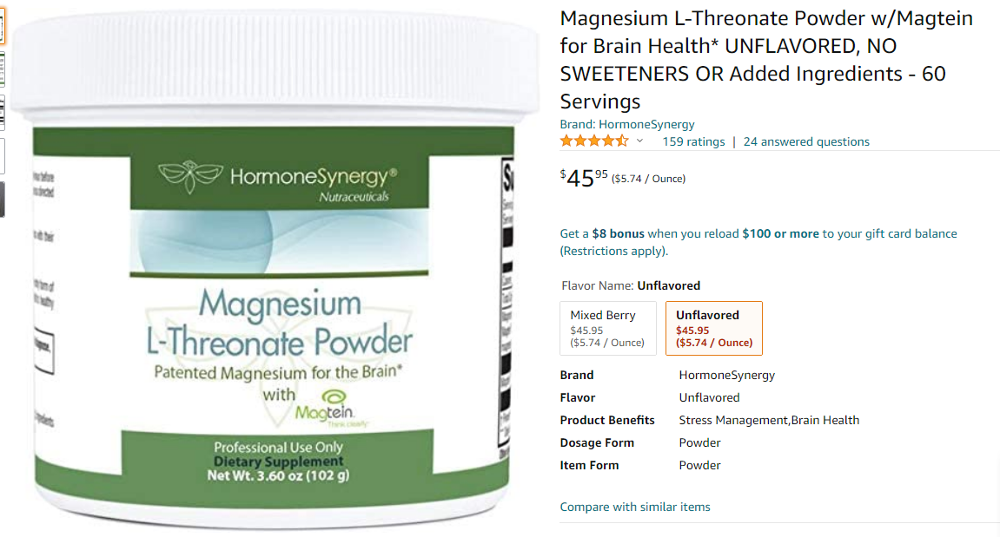 HormoneSynergy®
Nutraceuticals
Magnesium
L-Threonate Powder
Patented Magnesium for the Brain*
with Magtein.
Think clearly™
Professional Use Only
Dietary Supplement
Net Wt. 3.60 oz (102 g)
Magnesium L-Threonate Powder w/Magtein
for Brain Health* UNFLAVORED, NO
SWEETENERS OR Added Ingredients - 60
Servings
Brand: HormoneSynergy
159 ratings | 24 answered questions
$45.95 ($5.74 / Ounce)
Get a $8 bonus when you reload $100 or more to your gift card balance
(Restrictions apply).
Flavor Name: Unflavored
Mixed Berry
$45.95
($5.74 / Ounce)
Unflavored
$45.95
($5.74 / Ounce)
Brand HormoneSynergy
Flavor Unflavored
Product Benefits Stress Management,Brain Health
Dosage Form Powder
Item Form Powder
Compare with similar items